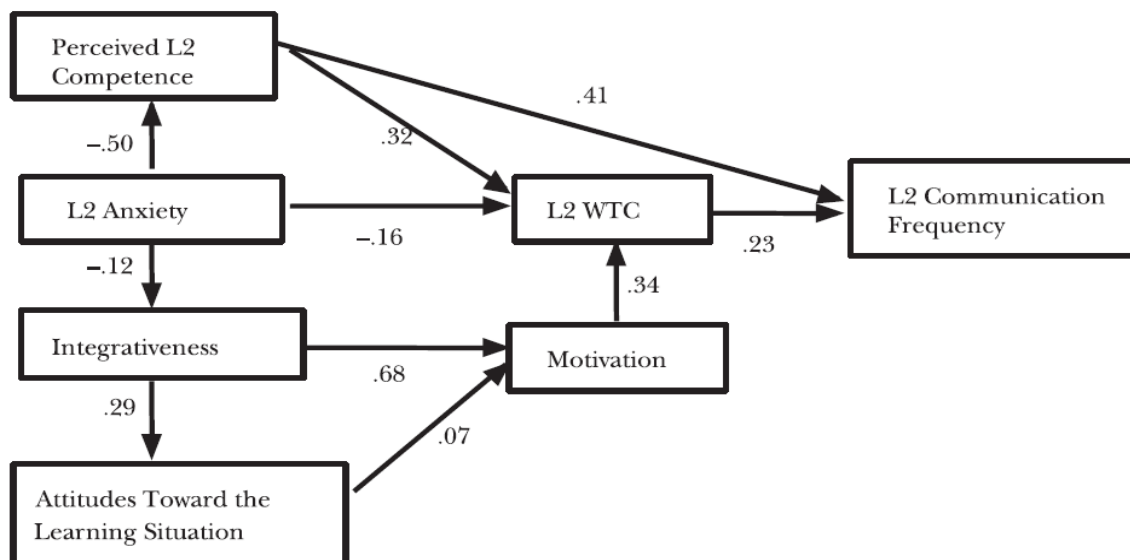 Perceived L2
Competence
.41
.32
–.50
L2 Anxiety
L2 WTC
L2 Communication
Frequency
–.16
.23
–.12
.34
Integrativeness
Motivation
.68
.29
.07
Attitudes Toward the
Learning Situation